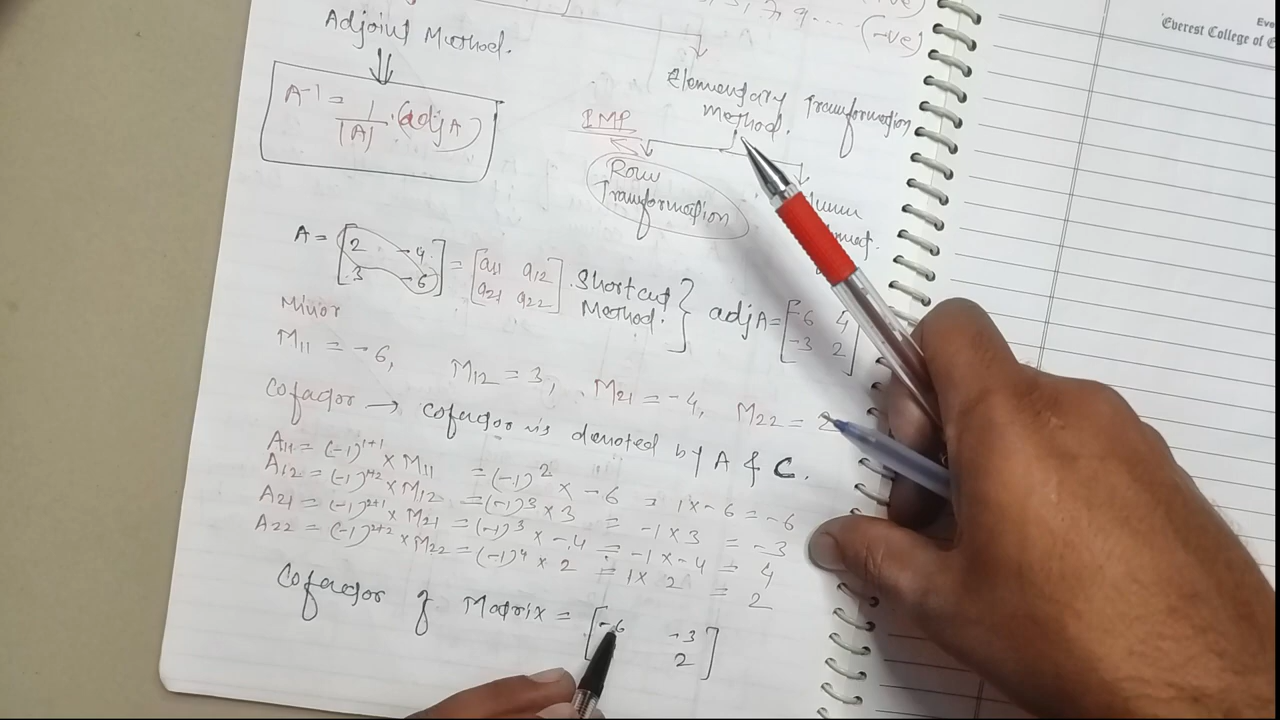 7, 9.....(-ve)
Adjoint Method.
A⁻¹ = 1/|A| · (adj A)
Elementary Transformation
Method.
IMP
Row
Transformation
A = [2 -4; 3 -6] = [a11 a12; a21 a22] . Shortcut Method. } adj A = [-6 4; -3 2]
Minor
M11 = -6, M12 = 3, M21 = -4, M22 = 2
Cofactor → Cofactor is denoted by A & C.
A11 = (-1)¹⁺¹ × M11 = (-1)² × -6 = 1×-6 = -6
A12 = (-1)¹⁺² × M12 = (-1)³ × 3 = -1×3 = -3
A21 = (-1)²⁺¹ × M21 = (-1)³ × -4 = -1×-4 = 4
A22 = (-1)²⁺² × M22 = (-1)⁴ × 2 = 1× 2 = 2
Cofactor of Matrix = [-6 -3
2]
Everest College of